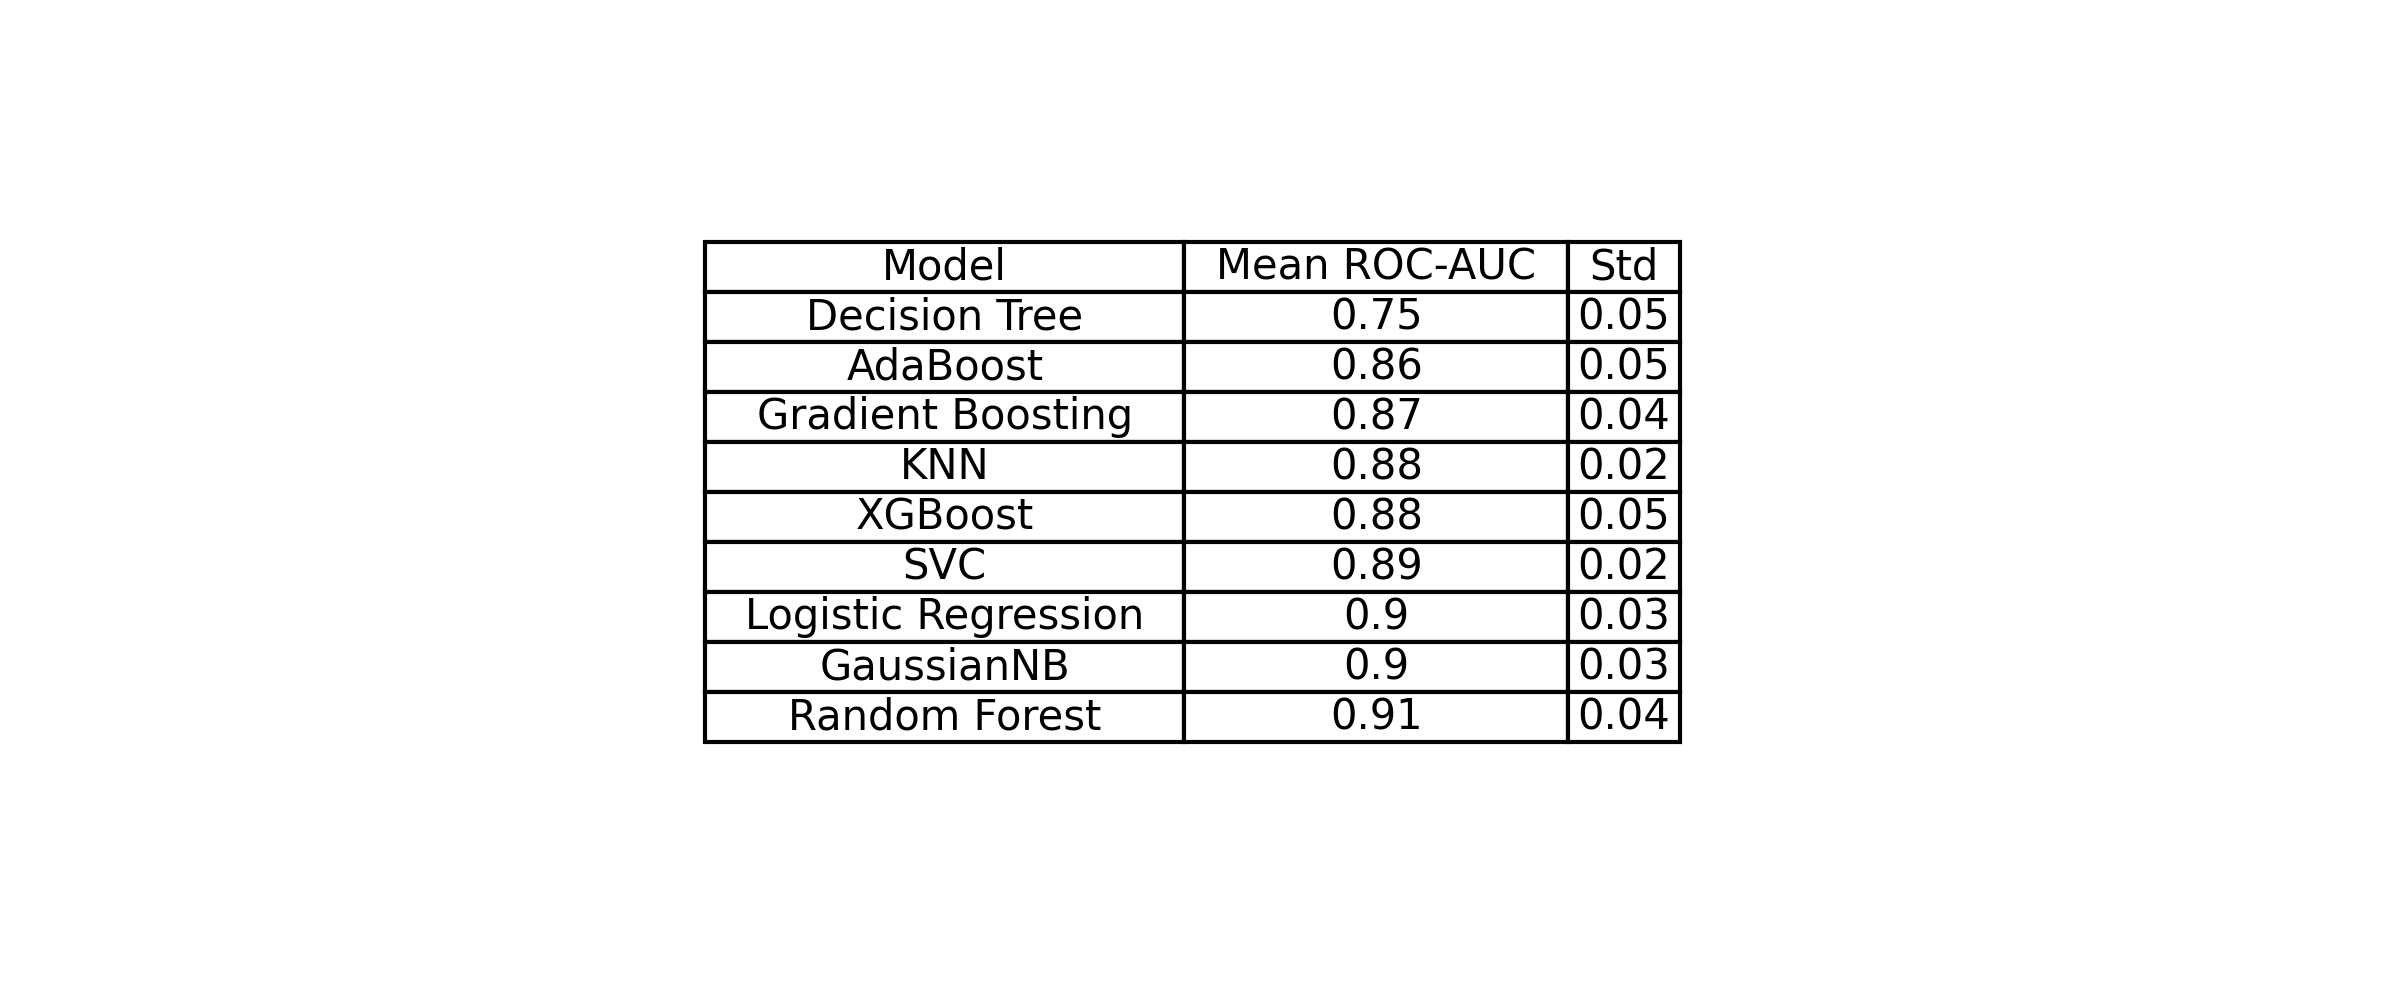 Model Mean ROC-AUC Std
Decision Tree 0.75 0.05
AdaBoost 0.86 0.05
Gradient Boosting 0.87 0.04
KNN 0.88 0.02
XGBoost 0.88 0.05
SVC 0.89 0.02
Logistic Regression 0.9 0.03
GaussianNB 0.9 0.03
Random Forest 0.91 0.04